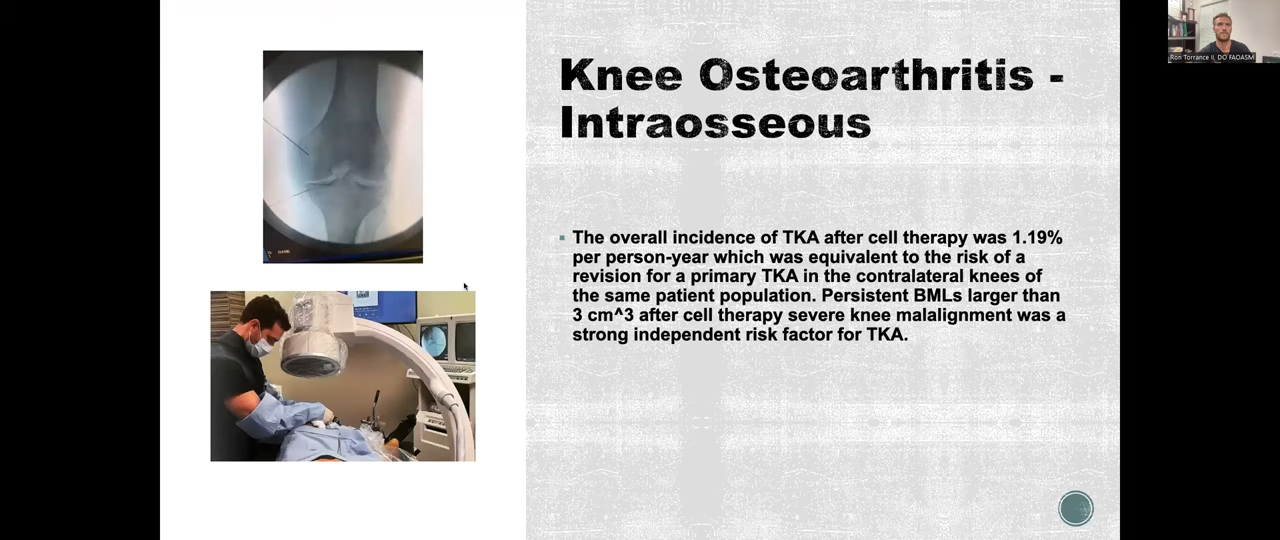 Ron Torrance II, DO FAOASM
Knee Osteoarthritis -
Intraosseous
The overall incidence of TKA after cell therapy was 1.19%
per person-year which was equivalent to the risk of a
revision for a primary TKA in the contralateral knees of
the same patient population. Persistent BMLs larger than
3 cm^3 after cell therapy severe knee malalignment was a
strong independent risk factor for TKA.